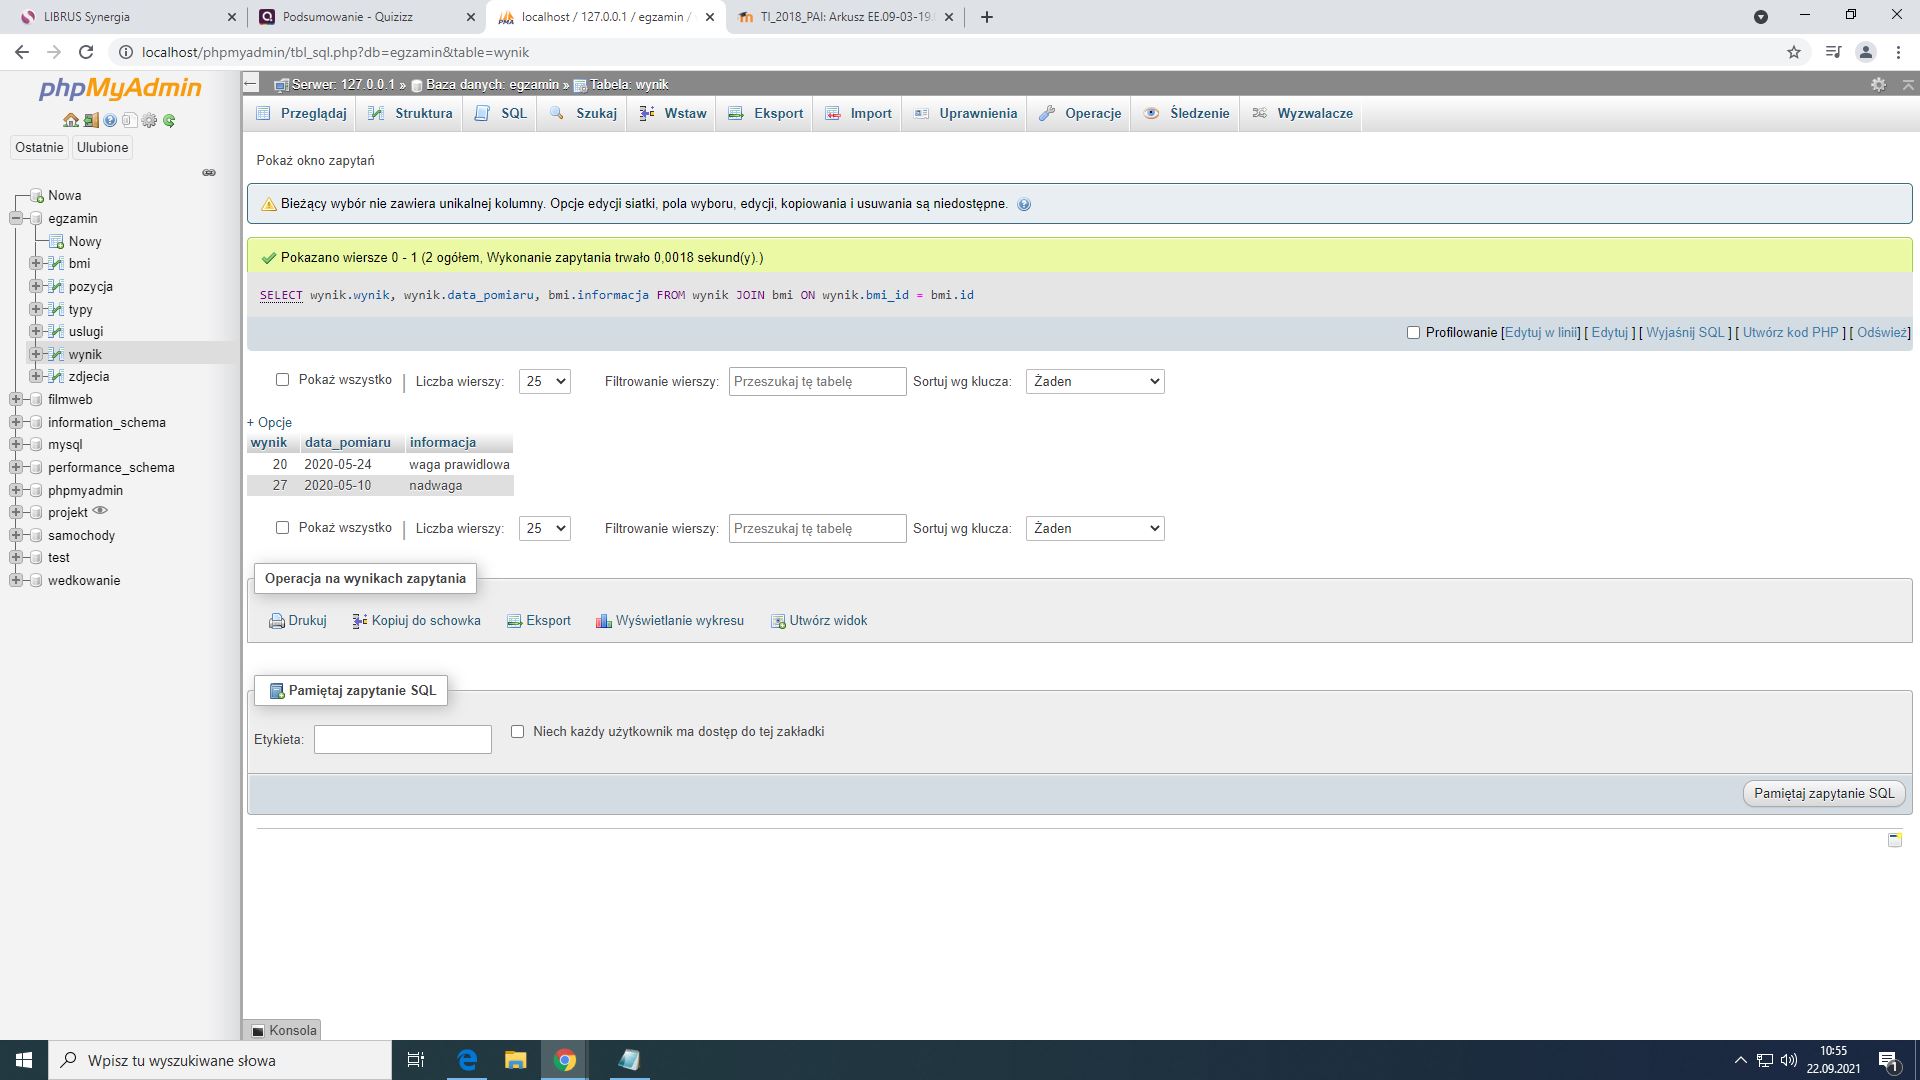 LIBRUS Synergia
Podsumowanie - Quizizz
localhost / 127.0.0.1 / egzamin /
TI_2018_PAI: Arkusz EE.09-03-19.
localhost/phpmyadmin/tbl_sql.php?db=egzamin&table=wynik
phpMyAdmin
Ostatnie
Ulubione
Nowa
egzamin
Nowy
bmi
pozycja
typy
uslugi
wynik
zdjecia
filmweb
information_schema
mysql
performance_schema
phpmyadmin
projekt
samochody
test
wedkowanie
Serwer: 127.0.0.1 » Baza danych: egzamin » Tabela: wynik
Przeglądaj Struktura SQL Szukaj Wstaw Eksport Import Uprawnienia Operacje Śledzenie Wyzwalacze
Pokaż okno zapytań
Bieżący wybór nie zawiera unikalnej kolumny. Opcje edycji siatki, pola wyboru, edycji, kopiowania i usuwania są niedostępne.
Pokazano wiersze 0 - 1 (2 ogółem, Wykonanie zapytania trwało 0,0018 sekund(y).)
SELECT wynik.wynik, wynik.data_pomiaru, bmi.informacja FROM wynik JOIN bmi ON wynik.bmi_id = bmi.id
Profilowanie [Edytuj w linii] [ Edytuj ] [ Wyjaśnij SQL ] [ Utwórz kod PHP ] [ Odśwież]
Pokaż wszystko | Liczba wierszy: 25 Filtrowanie wierszy: Przeszukaj tę tabelę Sortuj wg klucza: Żaden
+ Opcje
wynik data_pomiaru informacja
20 2020-05-24 waga prawidlowa
27 2020-05-10 nadwaga
Pokaż wszystko | Liczba wierszy: 25 Filtrowanie wierszy: Przeszukaj tę tabelę Sortuj wg klucza: Żaden
Operacja na wynikach zapytania
Drukuj Kopiuj do schowka Eksport Wyświetlanie wykresu Utwórz widok
Pamiętaj zapytanie SQL
Etykieta: Niech każdy użytkownik ma dostęp do tej zakładki
Pamiętaj zapytanie SQL
Konsola
Wpisz tu wyszukiwane słowa
10:55
22.09.2021
1